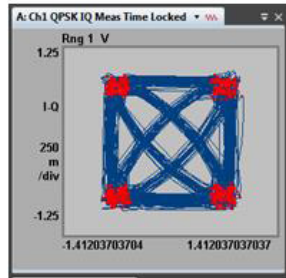 A: Ch1 QPSK IQ Meas Time Locked
Rng 1 V
1.25
I-Q
250
m
/div
-1.25
-1.41203703704 1.412037037037